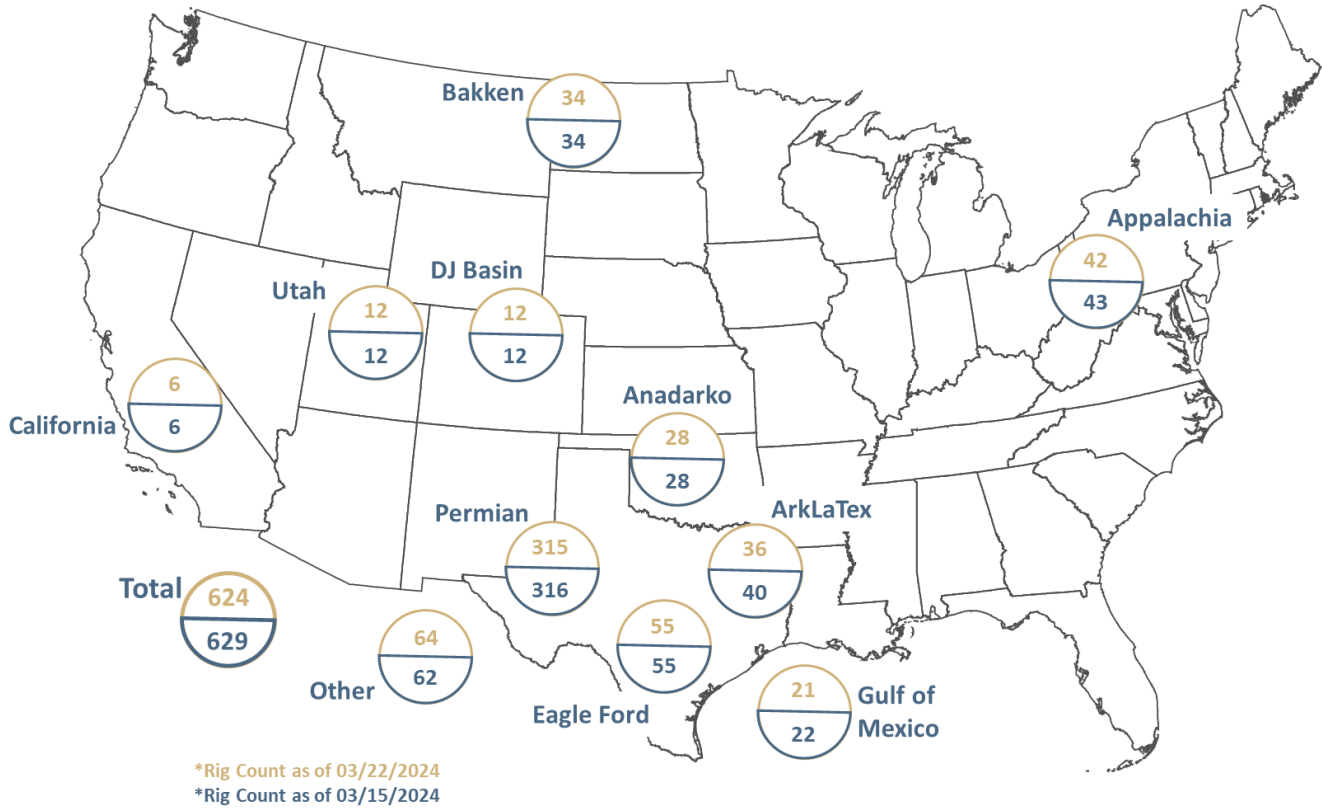 Bakken
34
34
Appalachia
42
43
DJ Basin
12
12
Utah
12
12
California
6
6
Anadarko
28
28
ArkLaTex
36
40
Permian
315
316
Total
624
629
Other
64
62
Eagle Ford
55
55
Gulf of
Mexico
21
22
*Rig Count as of 03/22/2024
*Rig Count as of 03/15/2024